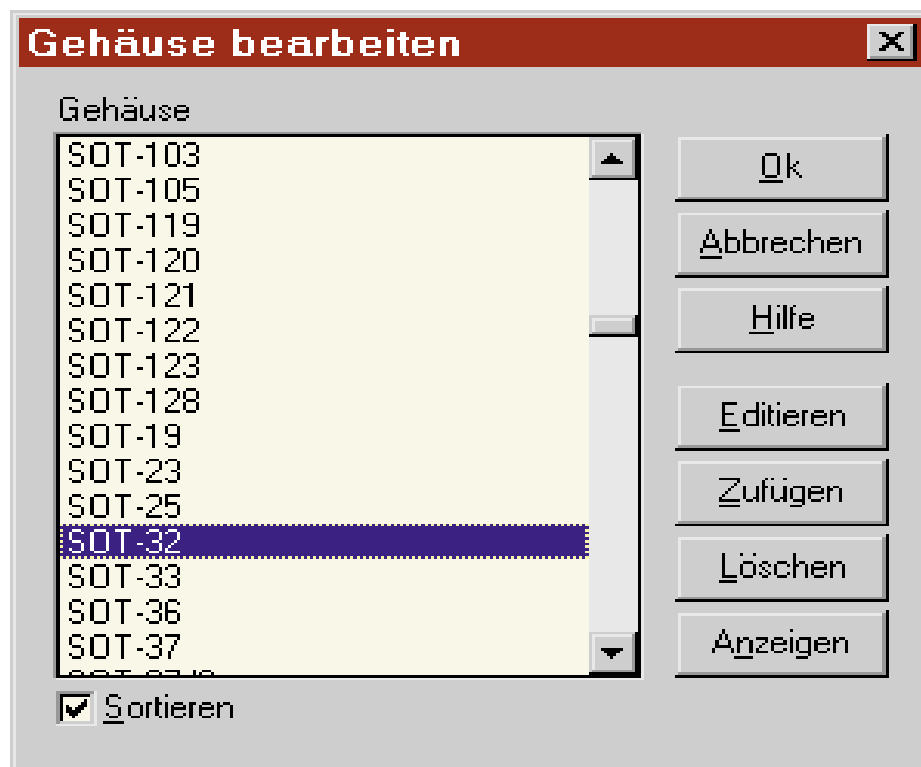 Gehäuse bearbeiten
Gehäuse
SOT-103
SOT-105
SOT-119
SOT-120
SOT-121
SOT-122
SOT-123
SOT-128
SOT-19
SOT-23
SOT-25
SOT-32
SOT-33
SOT-36
SOT-37
Ok
Abbrechen
Hilfe
Editieren
Zufügen
Löschen
Anzeigen
Sortieren